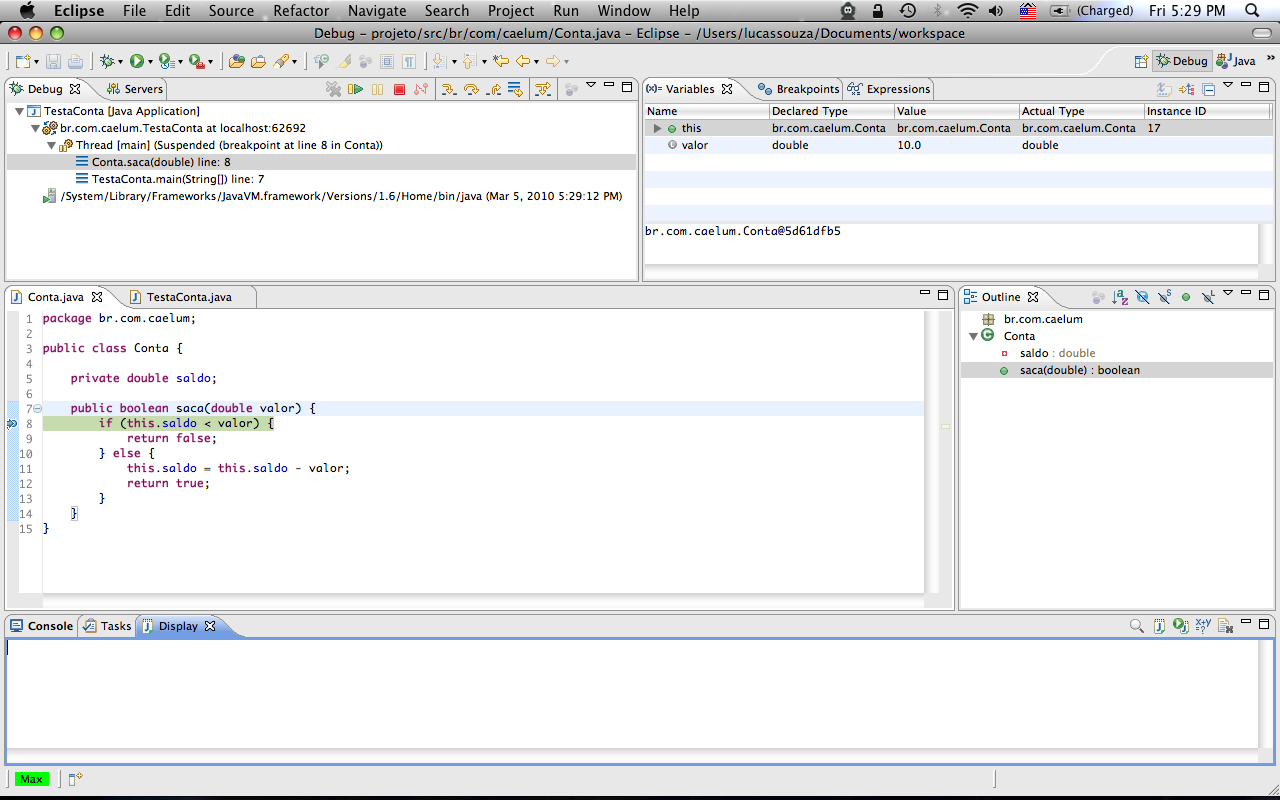 Eclipse File Edit Source Refactor Navigate Search Project Run Window Help (Charged) Fri 5:29 PM
Debug - projeto/src/br/com/caelum/Conta.java - Eclipse - /Users/lucassouza/Documents/workspace
Debug Java »
Debug Servers
TestaConta [Java Application]
br.com.caelum.TestaConta at localhost:62692
Thread [main] (Suspended (breakpoint at line 8 in Conta))
Conta.saca(double) line: 8
TestaConta.main(String[]) line: 7
/System/Library/Frameworks/JavaVM.framework/Versions/1.6/Home/bin/java (Mar 5, 2010 5:29:12 PM)
(x)= Variables Breakpoints Expressions
Name Declared Type Value Actual Type Instance ID
this br.com.caelum.Conta br.com.caelum.Conta br.com.caelum.Conta 17
valor double 10.0 double
br.com.caelum.Conta@5d61dfb5
Conta.java TestaConta.java
1 package br.com.caelum;
2
3 public class Conta {
4
5 private double saldo;
6
7 public boolean saca(double valor) {
8 if (this.saldo < valor) {
9 return false;
10 } else {
11 this.saldo = this.saldo - valor;
12 return true;
13 }
14 }
15 }
Outline
br.com.caelum
Conta
saldo : double
saca(double) : boolean
Console Tasks Display
Max